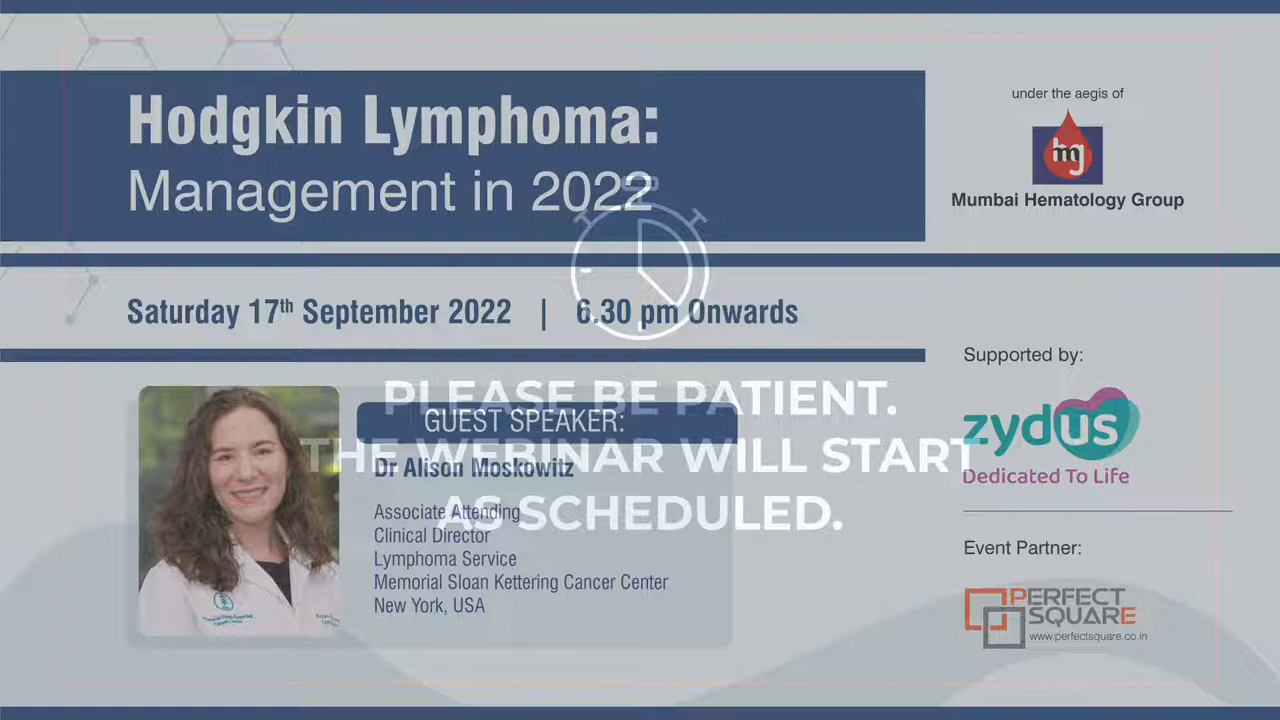 Hodgkin Lymphoma:
Management in 2022
under the aegis of
mg
Mumbai Hematology Group
Saturday 17th September 2022 | 6.30 pm Onwards
PLEASE BE PATIENT.
THE WEBINAR WILL START
AS SCHEDULED.
GUEST SPEAKER:
Dr Alison Moskowitz
Associate Attending
Clinical Director
Lymphoma Service
Memorial Sloan Kettering Cancer Center
New York, USA
Supported by:
zydus
Dedicated To Life
Event Partner:
PERFECT
SQUARE
www.perfectsquare.co.in